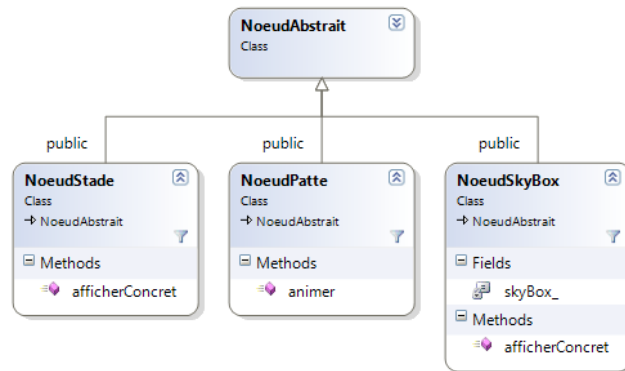 NoeudAbstrait
Class
public
public
public
NoeudStade
Class
NoeudAbstrait
Methods
afficherConcret
NoeudPatte
Class
NoeudAbstrait
Methods
animer
NoeudSkyBox
Class
NoeudAbstrait
Fields
skyBox_
Methods
afficherConcret